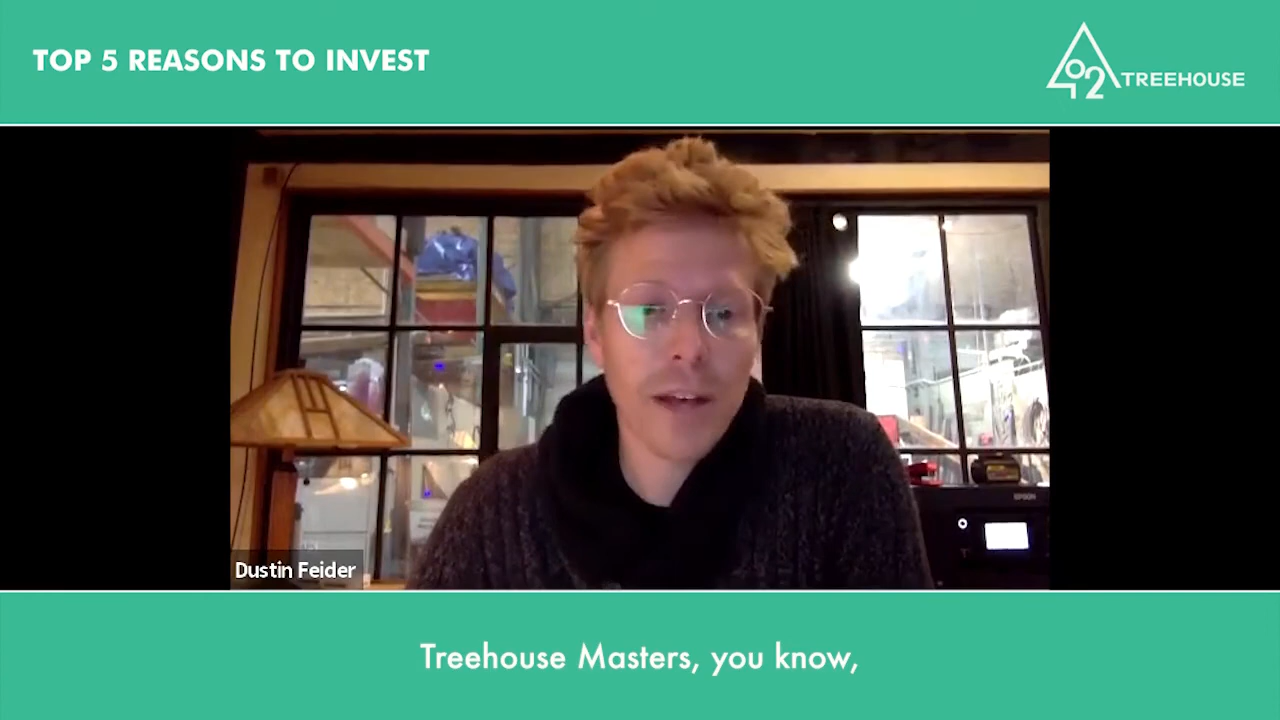 TOP 5 REASONS TO INVEST
O2 TREEHOUSE
EPSON
Dustin Feider
Treehouse Masters, you know,